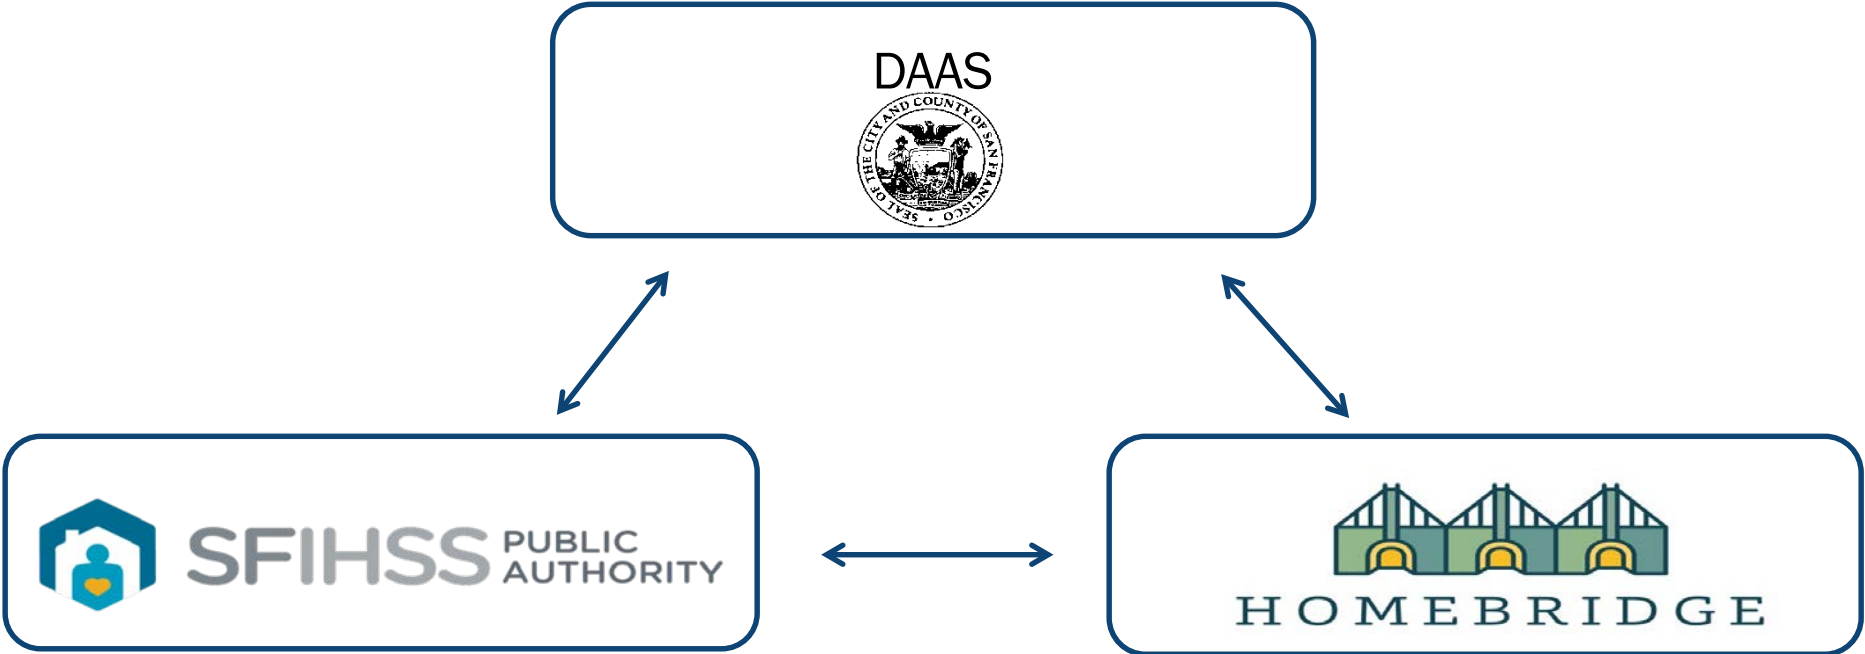 DAAS
SEAL OF THE CITY AND COUNTY OF SAN FRANCISCO
SFIHSS PUBLIC
AUTHORITY
HOMEBRIDGE